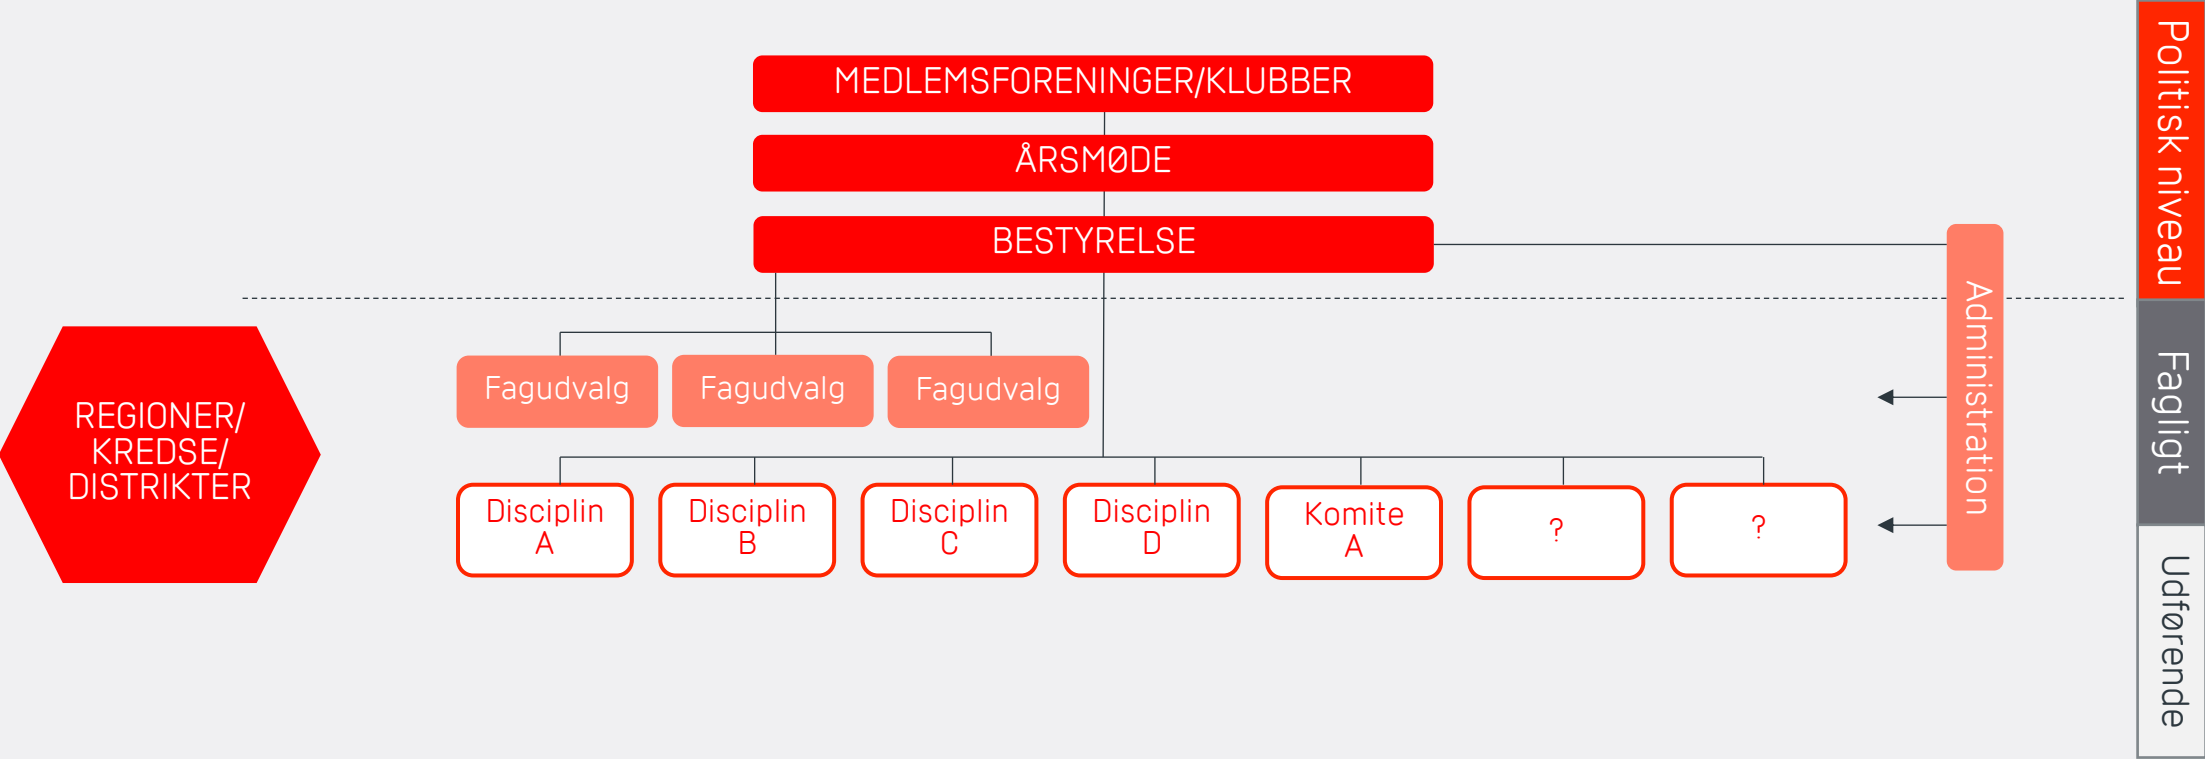 MEDLEMSFORENINGER/KLUBBER
ÅRSMØDE
BESTYRELSE
REGIONER/
KREDSE/
DISTRIKTER
Fagudvalg
Fagudvalg
Fagudvalg
Disciplin
A
Disciplin
B
Disciplin
C
Disciplin
D
Komite
A
?
?
Administration
Politisk niveau
Fagligt
Udførende